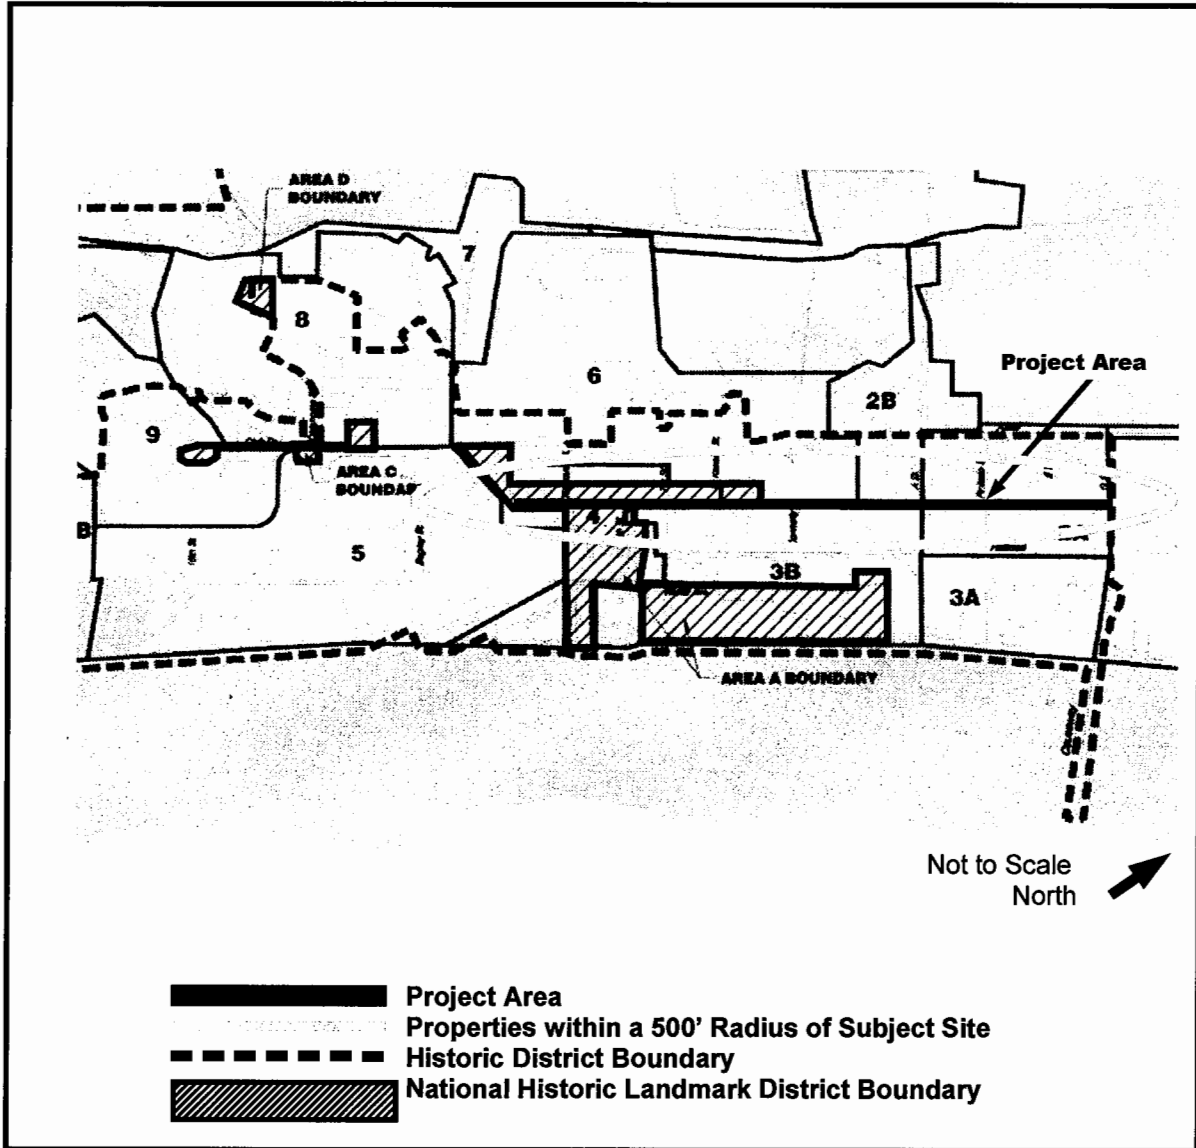 AREA D
BOUNDARY
7
8
Project Area
6
2B
9
AREA C
BOUNDAR
B
5
3B
3A
AREA A BOUNDARY
Not to Scale
North
Project Area
Properties within a 500' Radius of Subject Site
Historic District Boundary
National Historic Landmark District Boundary